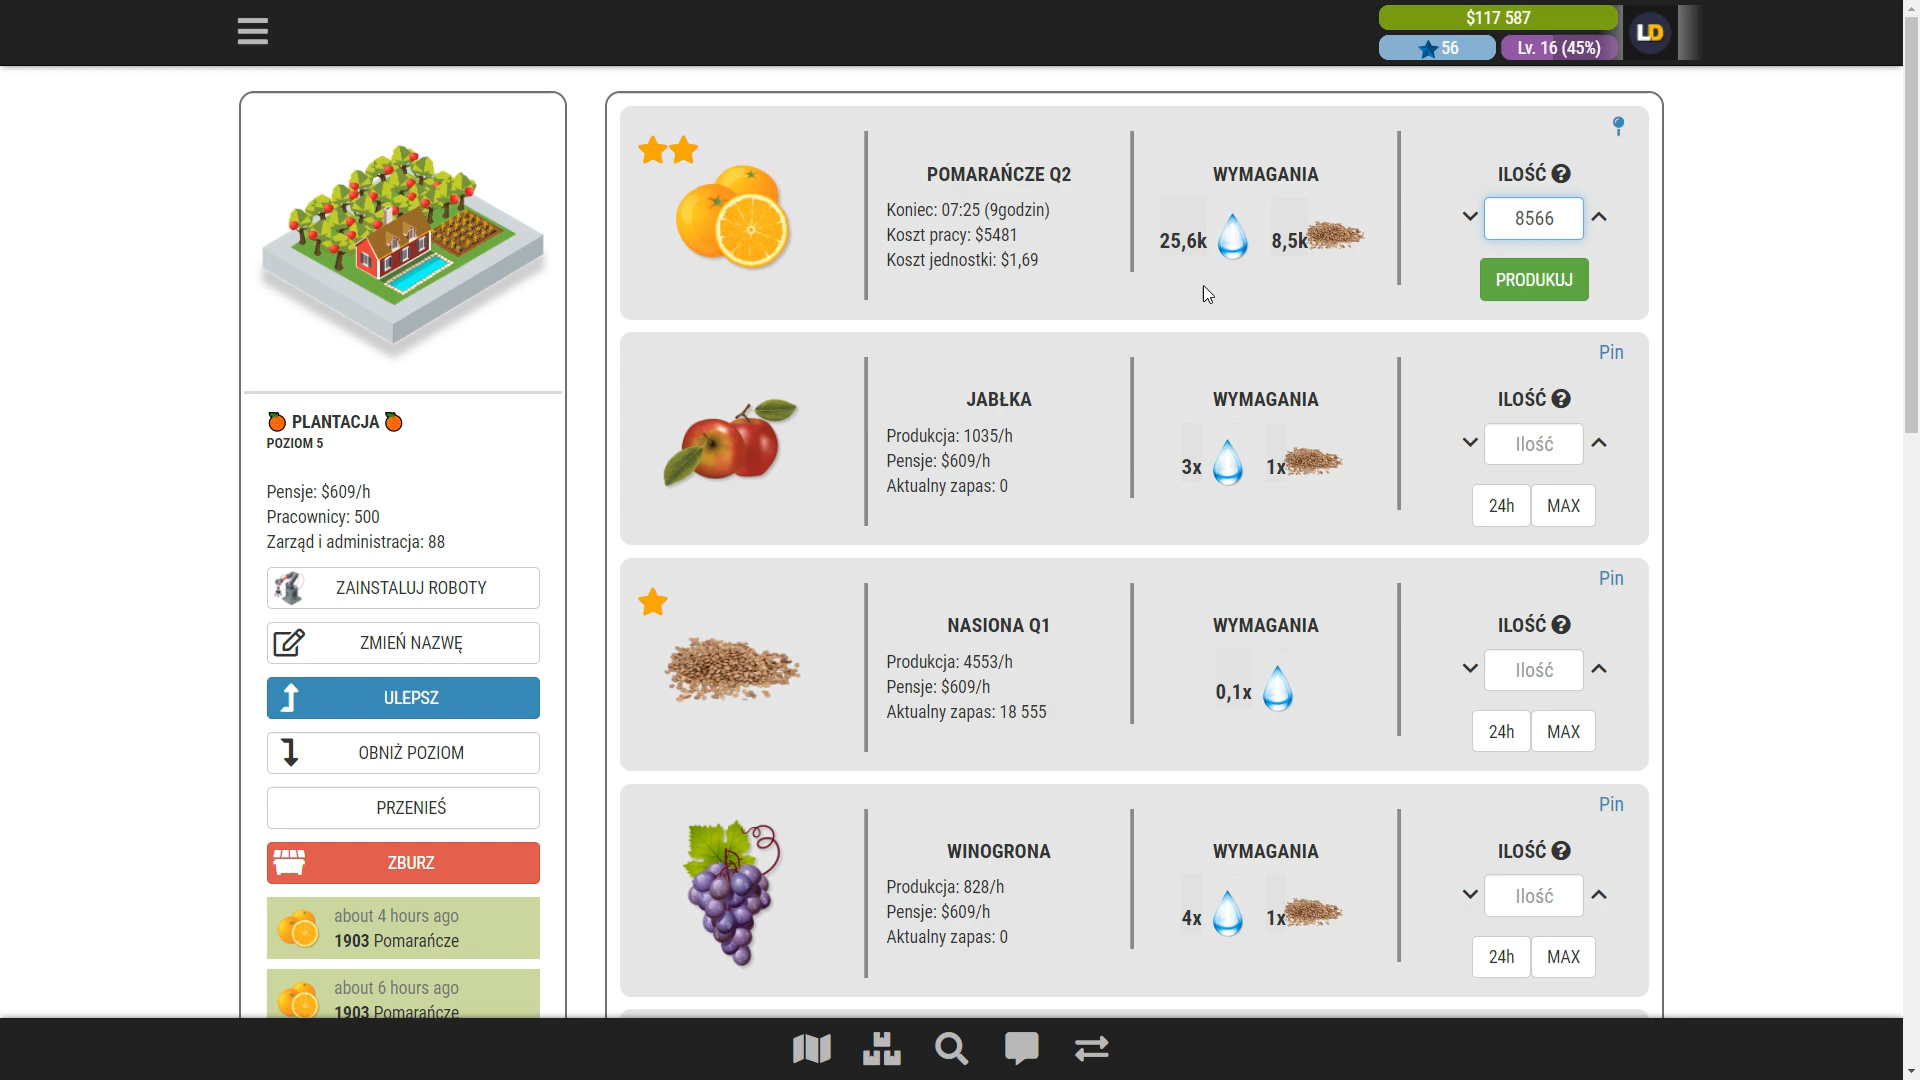 $117 587
56
Lv. 16 (45%)
LD
PLANTACJA
POZIOM 5
Pensje: $609/h
Pracownicy: 500
Zarząd i administracja: 88
ZAINSTALUJ ROBOTY
ZMIEŃ NAZWĘ
ULEPSZ
OBNIŻ POZIOM
PRZENIEŚ
ZBURZ
about 4 hours ago
1903 Pomarańcze
about 6 hours ago
1903 Pomarańcze
POMARAŃCZE Q2
Koniec: 07:25 (9godzin)
Koszt pracy: $5481
Koszt jednostki: $1,69
WYMAGANIA
25,6k
8,5k
ILOŚĆ ?
8566
PRODUKUJ
Pin
JABŁKA
Produkcja: 1035/h
Pensje: $609/h
Aktualny zapas: 0
WYMAGANIA
3x
1x
ILOŚĆ ?
Ilość
24h
MAX
Pin
NASIONA Q1
Produkcja: 4553/h
Pensje: $609/h
Aktualny zapas: 18 555
WYMAGANIA
0,1x
ILOŚĆ ?
Ilość
24h
MAX
Pin
WINOGRONA
Produkcja: 828/h
Pensje: $609/h
Aktualny zapas: 0
WYMAGANIA
4x
1x
ILOŚĆ ?
Ilość
24h
MAX